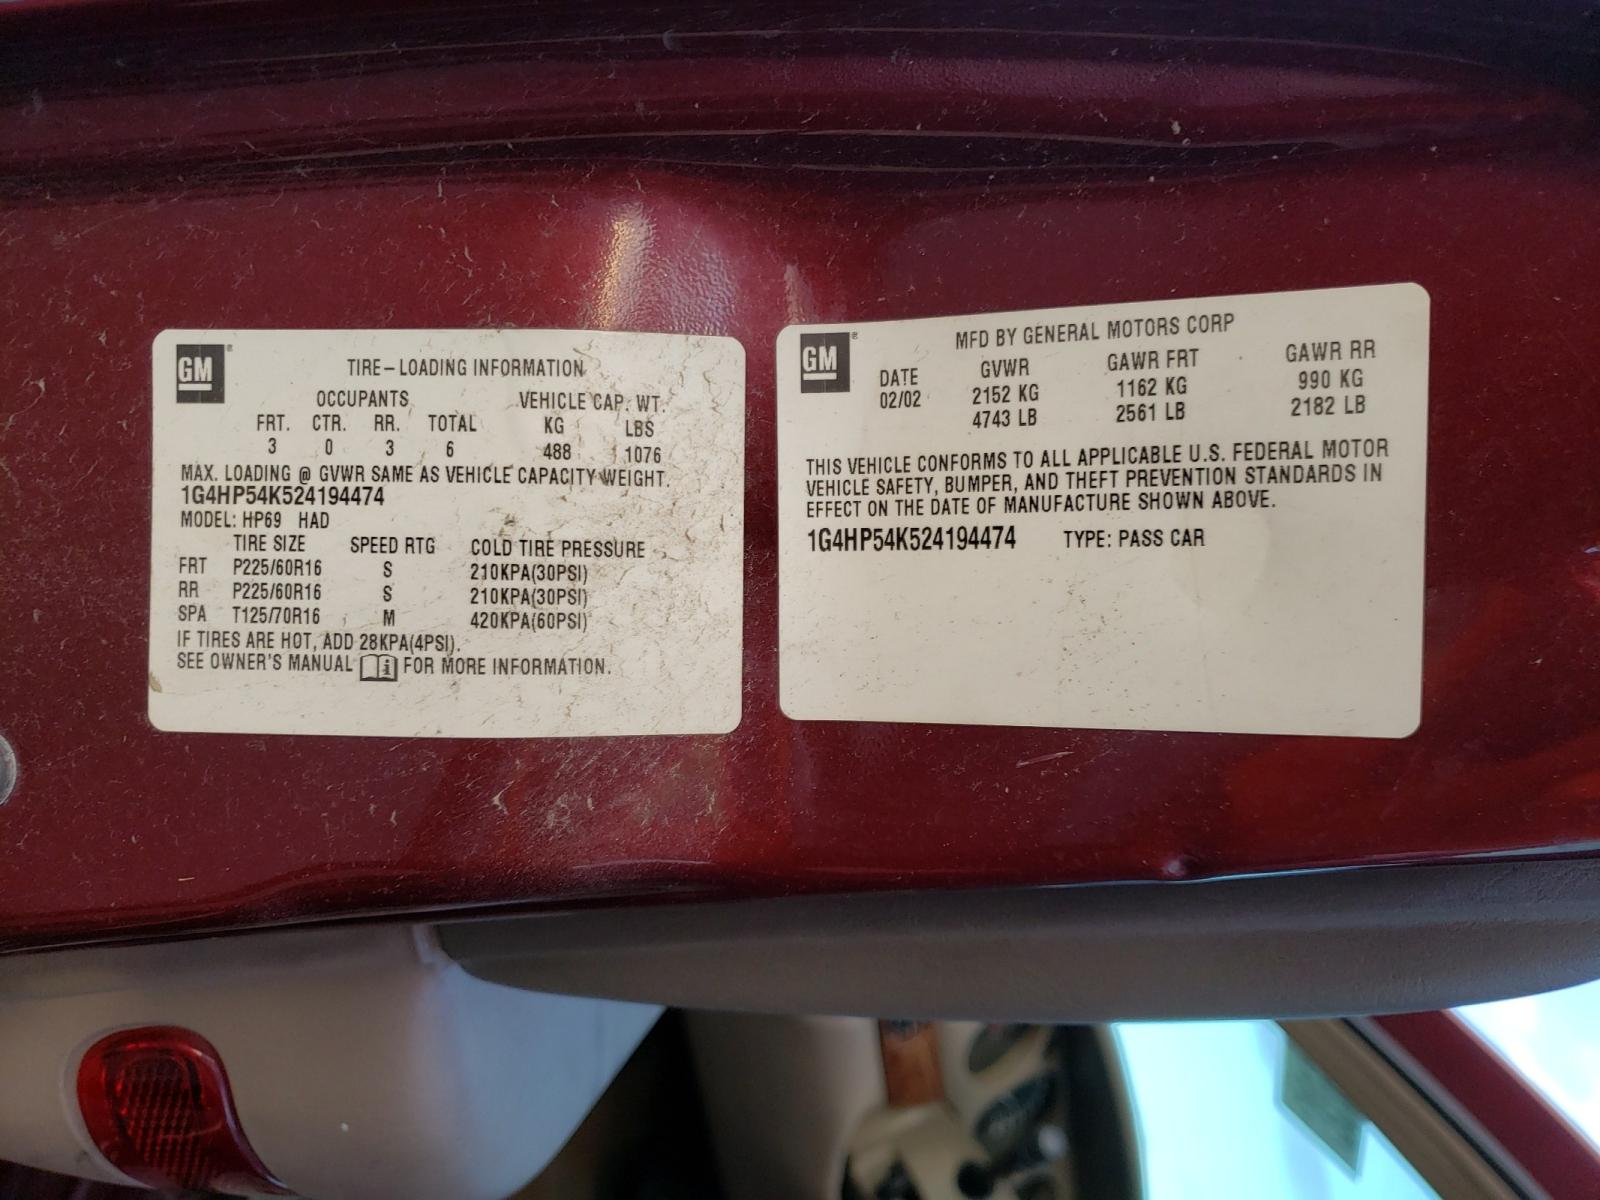 GM®
TIRE-LOADING INFORMATION
OCCUPANTS VEHICLE CAP. WT.
FRT. CTR. RR. TOTAL KG LBS
3 0 3 6 488 1076
MAX. LOADING @ GVWR SAME AS VEHICLE CAPACITY WEIGHT.
1G4HP54K524194474
MODEL: HP69 HAD
TIRE SIZE SPEED RTG COLD TIRE PRESSURE
FRT P225/60R16 S 210KPA(30PSI)
RR P225/60R16 S 210KPA(30PSI)
SPA T125/70R16 M 420KPA(60PSI)
IF TIRES ARE HOT, ADD 28KPA(4PSI).
SEE OWNER'S MANUAL i FOR MORE INFORMATION.
GM®
MFD BY GENERAL MOTORS CORP
DATE GVWR GAWR FRT GAWR RR
02/02 2152 KG 1162 KG 990 KG
4743 LB 2561 LB 2182 LB
THIS VEHICLE CONFORMS TO ALL APPLICABLE U.S. FEDERAL MOTOR
VEHICLE SAFETY, BUMPER, AND THEFT PREVENTION STANDARDS IN
EFFECT ON THE DATE OF MANUFACTURE SHOWN ABOVE.
1G4HP54K524194474 TYPE: PASS CAR